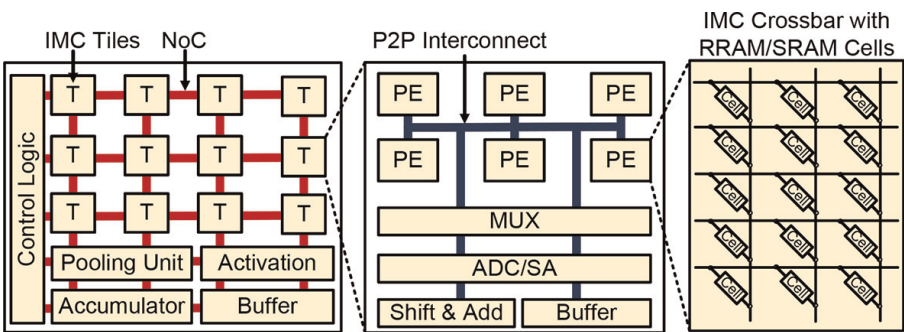 IMC Tiles NoC
P2P Interconnect
IMC Crossbar with
RRAM/SRAM Cells
Control Logic
T T T T
T T T T
T T T T
Pooling Unit Activation
Accumulator Buffer
PE PE PE
PE PE PE
MUX
ADC/SA
Shift & Add Buffer
Cell Cell Cell
Cell Cell Cell
Cell Cell Cell
Cell Cell Cell
Cell Cell Cell